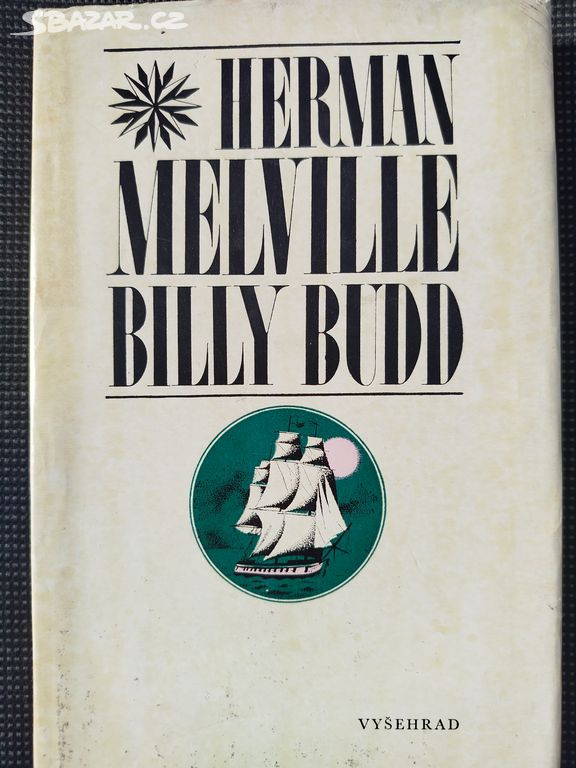 SBAZAR.CZ
HERMAN
MELVILLE
BILLY BUDD
VYŠEHRAD